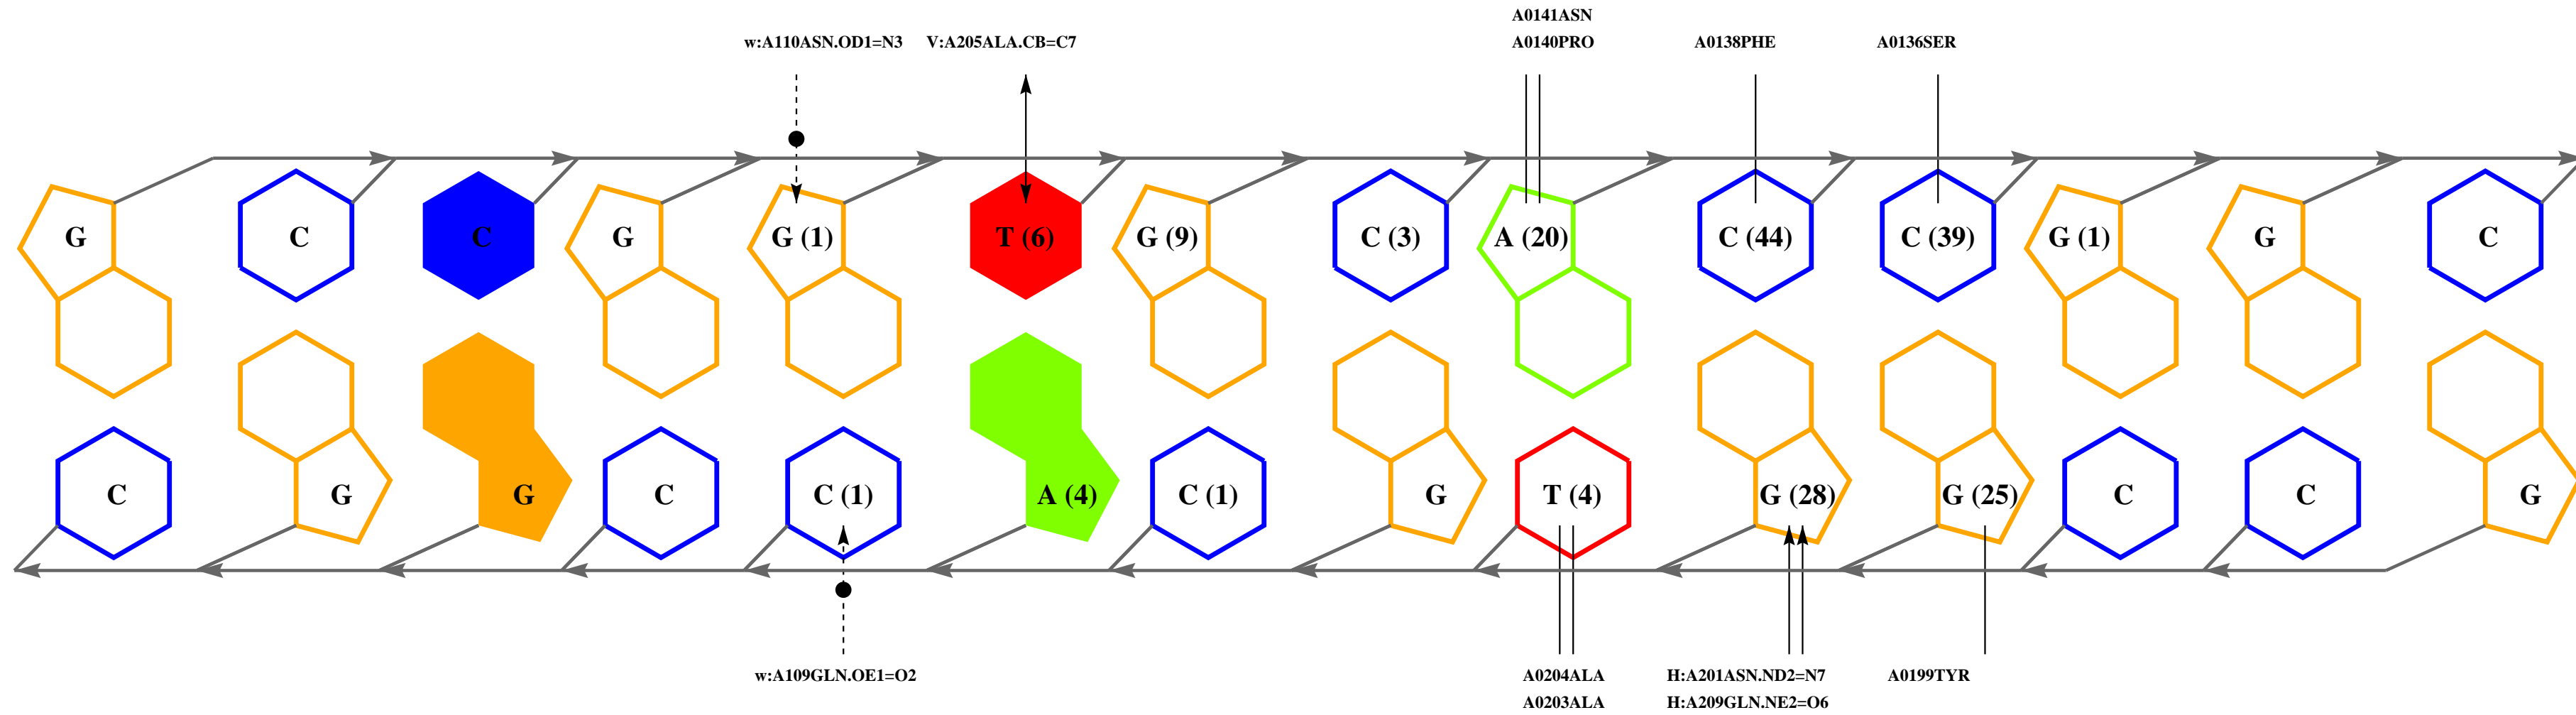 A0141ASN
w:A110ASN.OD1=N3 V:A205ALA.CB=C7 A0140PRO A0138PHE A0136SER
G C C G G (1) T (6) G (9) C (3) A (20) C (44) C (39) G (1) G C
C G G C C (1) A (4) C (1) G T (4) G (28) G (25) C C G
w:A109GLN.OE1=O2 A0204ALA H:A201ASN.ND2=N7 A0199TYR
A0203ALA H:A209GLN.NE2=O6